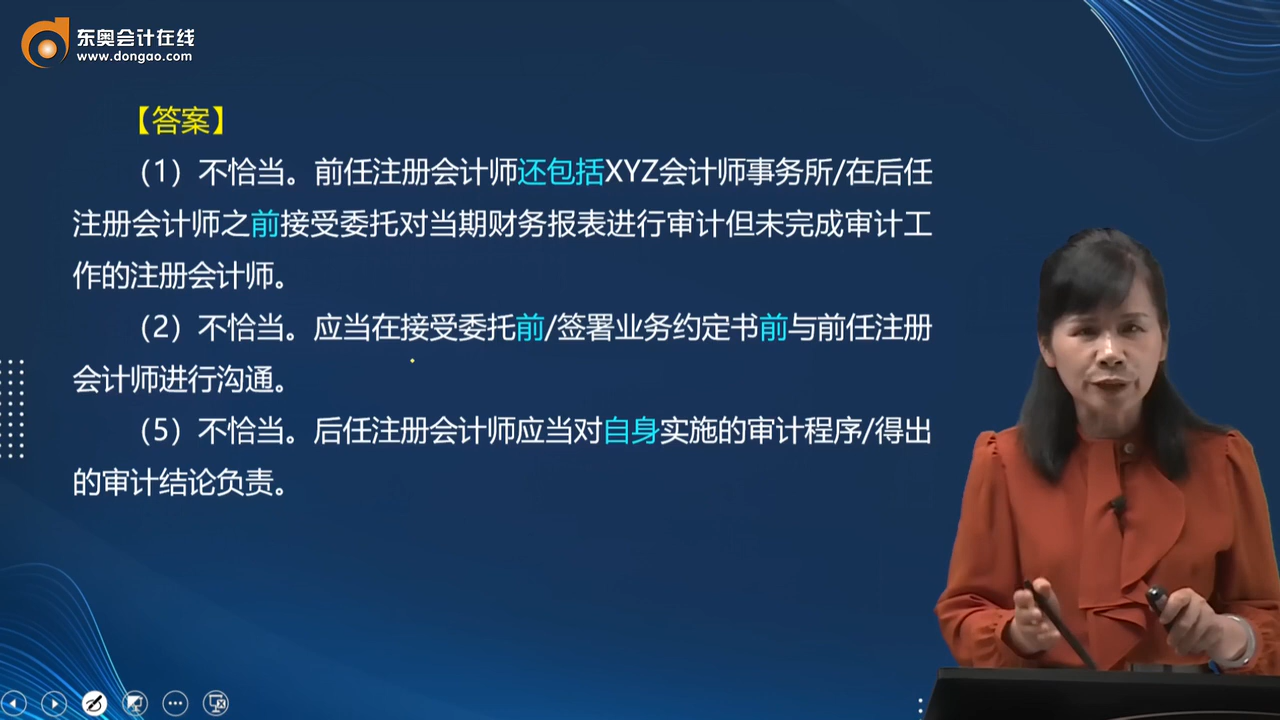 东奥会计在线
www.dongao.com
【答案】
（1）不恰当。前任注册会计师还包括XYZ会计师事务所/在后任
注册会计师之前接受委托对当期财务报表进行审计但未完成审计工
作的注册会计师。
（2）不恰当。应当在接受委托前/签署业务约定书前与前任注册
会计师进行沟通。
（5）不恰当。后任注册会计师应当对自身实施的审计程序/得出
的审计结论负责。